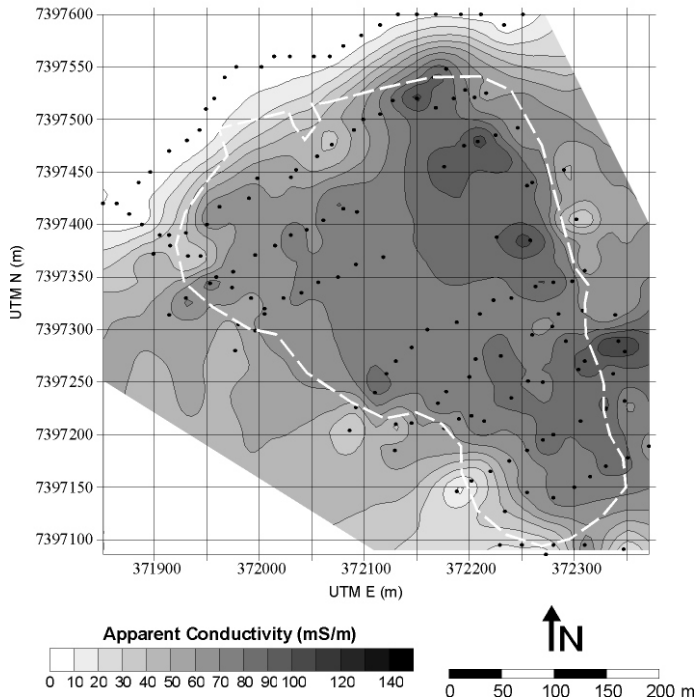 7397600
7397550
7397500
7397450
7397400
7397350
7397300
7397250
7397200
7397150
7397100
UTM N (m)
371900 372000 372100 372200 372300
UTM E (m)
Apparent Conductivity (mS/m)
0 10 20 30 40 50 60 70 80 90 100 120 140
N
0 50 100 150 200 m